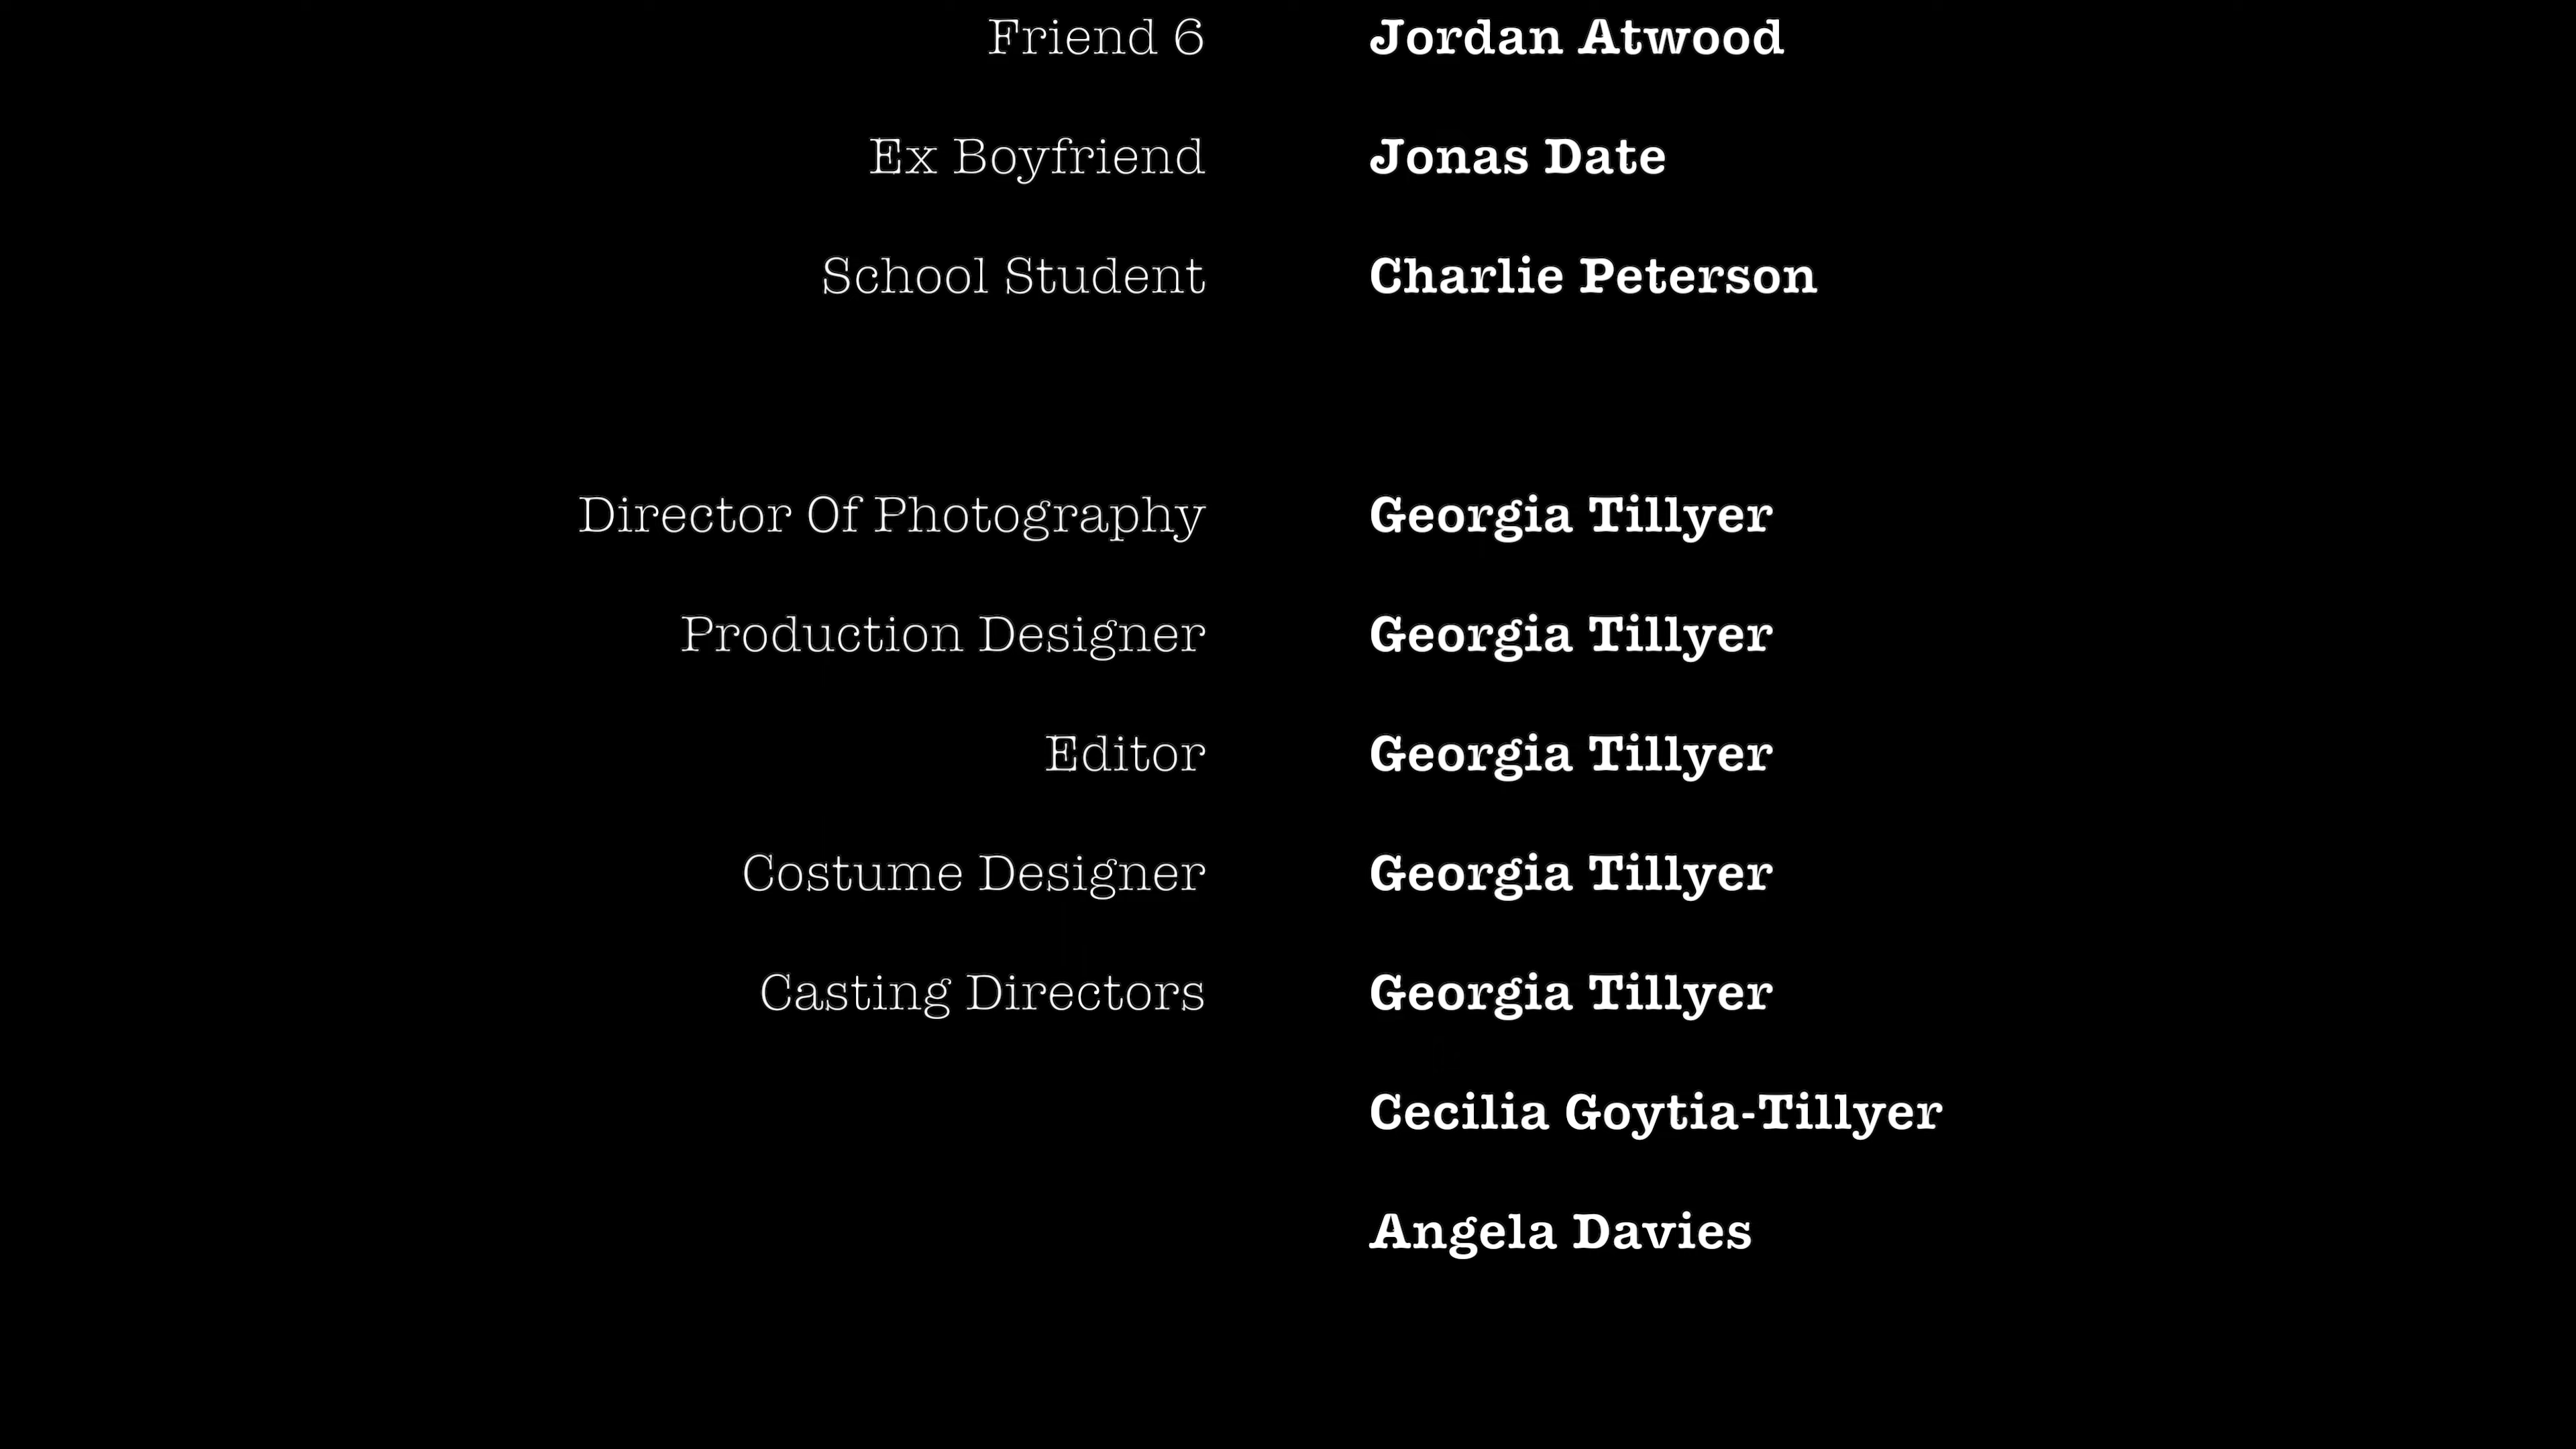 Friend 6 Jordan Atwood
Ex Boyfriend Jonas Date
School Student Charlie Peterson
Director Of Photography Georgia Tillyer
Production Designer Georgia Tillyer
Editor Georgia Tillyer
Costume Designer Georgia Tillyer
Casting Directors Georgia Tillyer
Cecilia Goytia-Tillyer
Angela Davies